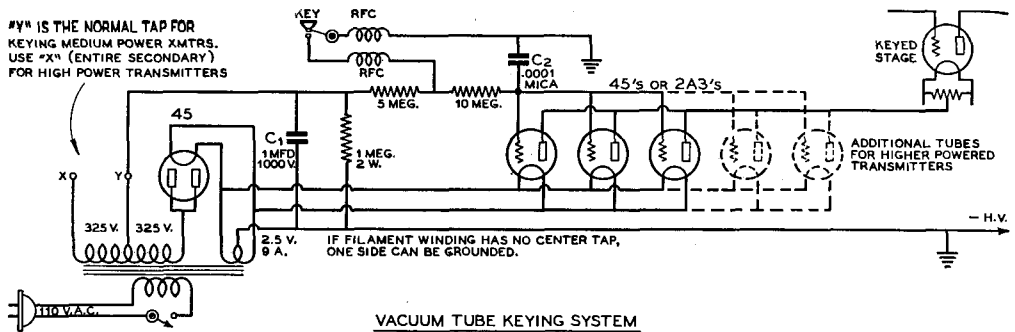 "Y" IS THE NORMAL TAP FOR
KEYING MEDIUM POWER XMTRS.
USE "X" (ENTIRE SECONDARY)
FOR HIGH POWER TRANSMITTERS
KEY
RFC
RFC
C2
.0001
MICA
KEYED
STAGE
5 MEG.
10 MEG.
45'S OR 2A3'S
45
C1
1 MFD
1000 V.
1 MEG.
2 W.
ADDITIONAL TUBES
FOR HIGHER POWERED
TRANSMITTERS
X
Y
325 V.
325 V.
2.5 V.
9 A.
IF FILAMENT WINDING HAS NO CENTER TAP,
ONE SIDE CAN BE GROUNDED.
— H.V.
110 V.A.C.
VACUUM TUBE KEYING SYSTEM